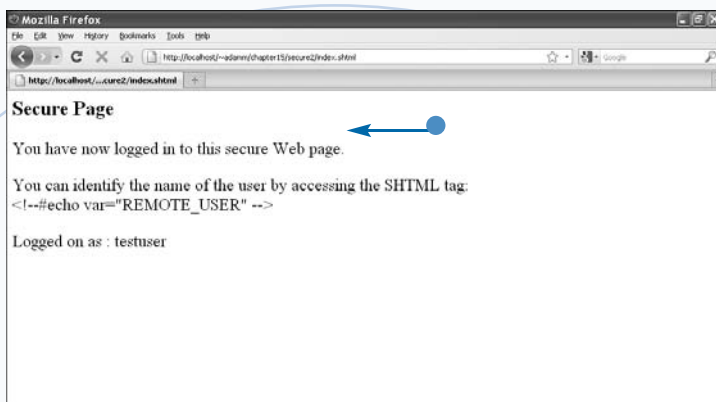 Mozilla Firefox
File Edit View History Bookmarks Tools Help
http://localhost/~adamm/chapter15/secure2/index.shtml
Google
http://localhost/...cure2/index.shtml
Secure Page
You have now logged in to this secure Web page.
You can identify the name of the user by accessing the SHTML tag:
<!--#echo var="REMOTE_USER" -->
Logged on as : testuser